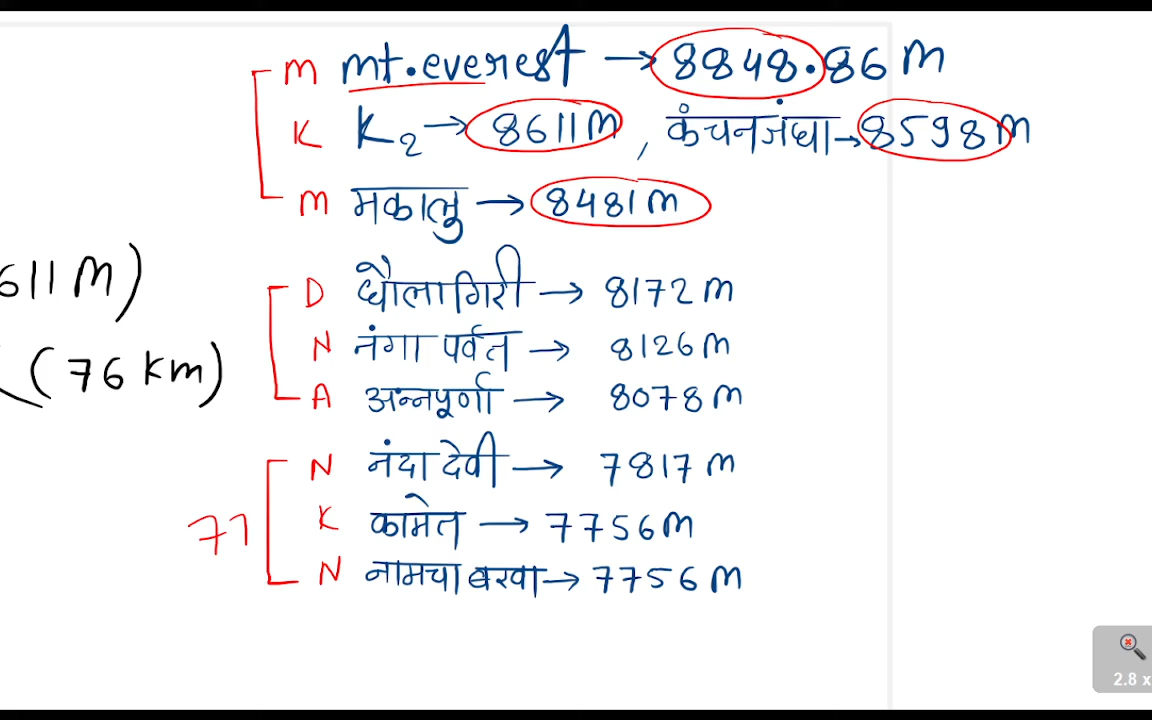 M mt.everest → 8848.86 M
K K2 → 8611 M , कंचनजंघा → 8598 M
M मकालु → 8481 M
611 M)
D धौलागिरी → 8172 M
N नंगा पर्वत → 8126 M
(76 Km)
A अन्नपूर्णा → 8078 M
N नंदा देवी → 7817 M
77
K कामेत → 7756 M
N नामचा बरवा → 7756 M
2.8 x